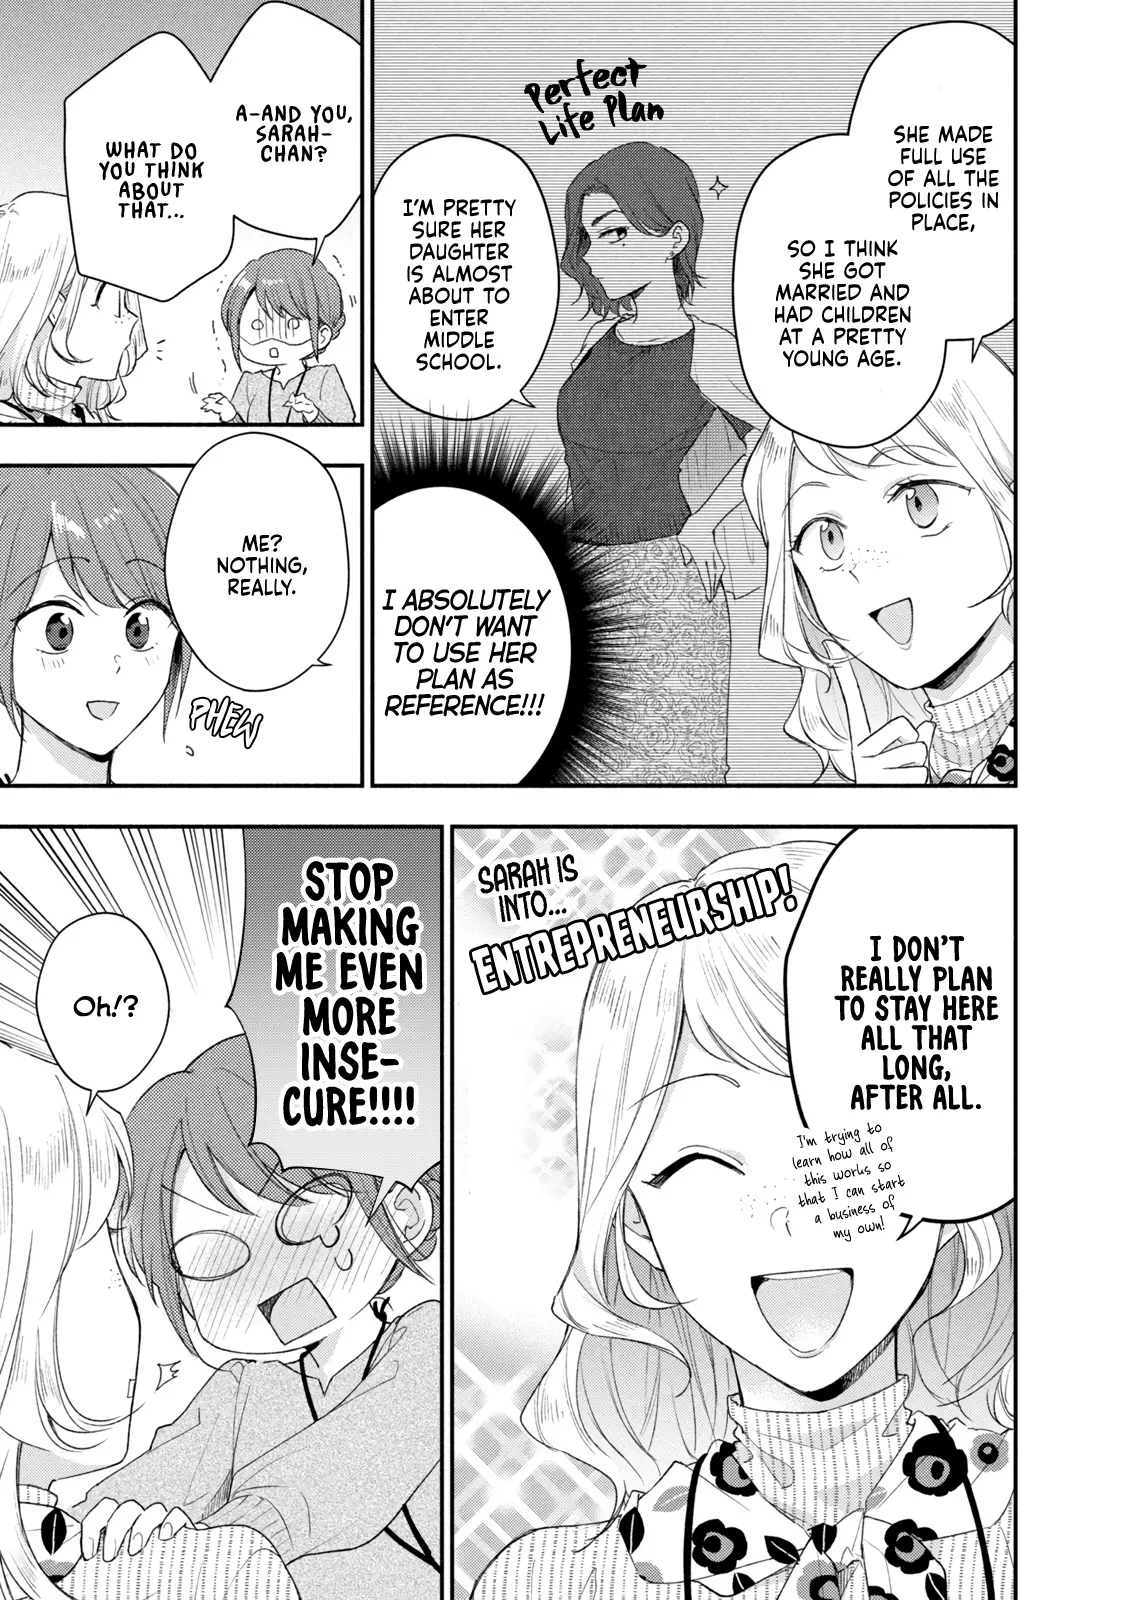 SHE MADE
FULL USE
OF ALL THE
POLICIES IN
PLACE,
SO I THINK
SHE GOT
MARRIED AND
HAD CHILDREN
AT A PRETTY
YOUNG AGE.
Perfect
Life Plan
I'M PRETTY
SURE HER
DAUGHTER
IS ALMOST
ABOUT TO
ENTER
MIDDLE
SCHOOL.
I ABSOLUTELY
DON'T WANT
TO USE HER
PLAN AS
REFERENCE!!!
A-AND YOU,
SARAH-
CHAN?
WHAT DO
YOU THINK
ABOUT
THAT...
ME?
NOTHING,
REALLY.
PHEW
I DON'T
REALLY PLAN
TO STAY HERE
ALL THAT
LONG,
AFTER ALL.
I'm trying to
learn how all of
this works so
that I can start
a business of
my own!
SARAH IS
INTO...
ENTREPRENEURSHIP!
STOP
MAKING
ME EVEN
MORE
INSE-
CURE!!!!
Oh!?